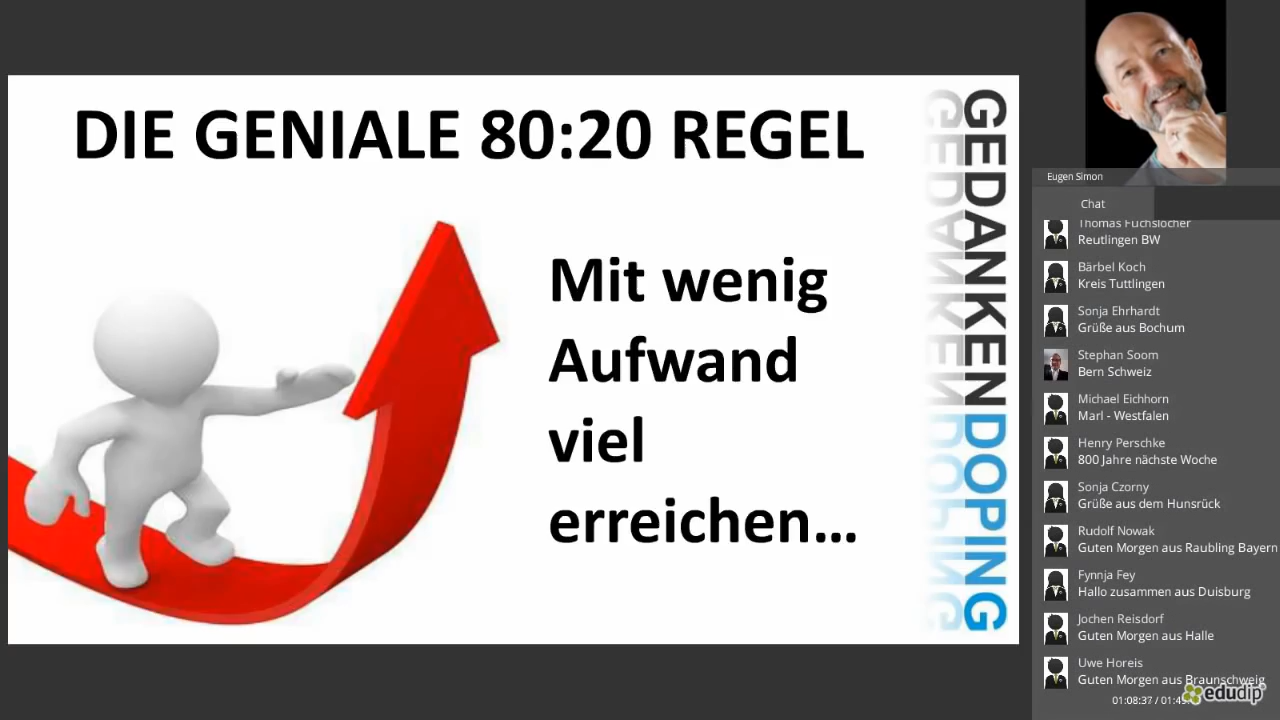 DIE GENIALE 80:20 REGEL
Mit wenig
Aufwand
viel
erreichen...
GEDANKENDOPING
Eugen Simon
Chat
Thomas Fuchslocher
Reutlingen BW
Bärbel Koch
Kreis Tuttlingen
Sonja Ehrhardt
Grüße aus Bochum
Stephan Soom
Bern Schweiz
Michael Eichhorn
Marl - Westfalen
Henry Perschke
800 Jahre nächste Woche
Sonja Czorny
Grüße aus dem Hunsrück
Rudolf Nowak
Guten Morgen aus Raubling Bayern
Fynnja Fey
Hallo zusammen aus Duisburg
Jochen Reisdorf
Guten Morgen aus Halle
Uwe Horeis
Guten Morgen aus Braunschweig
01:08:37
edudip